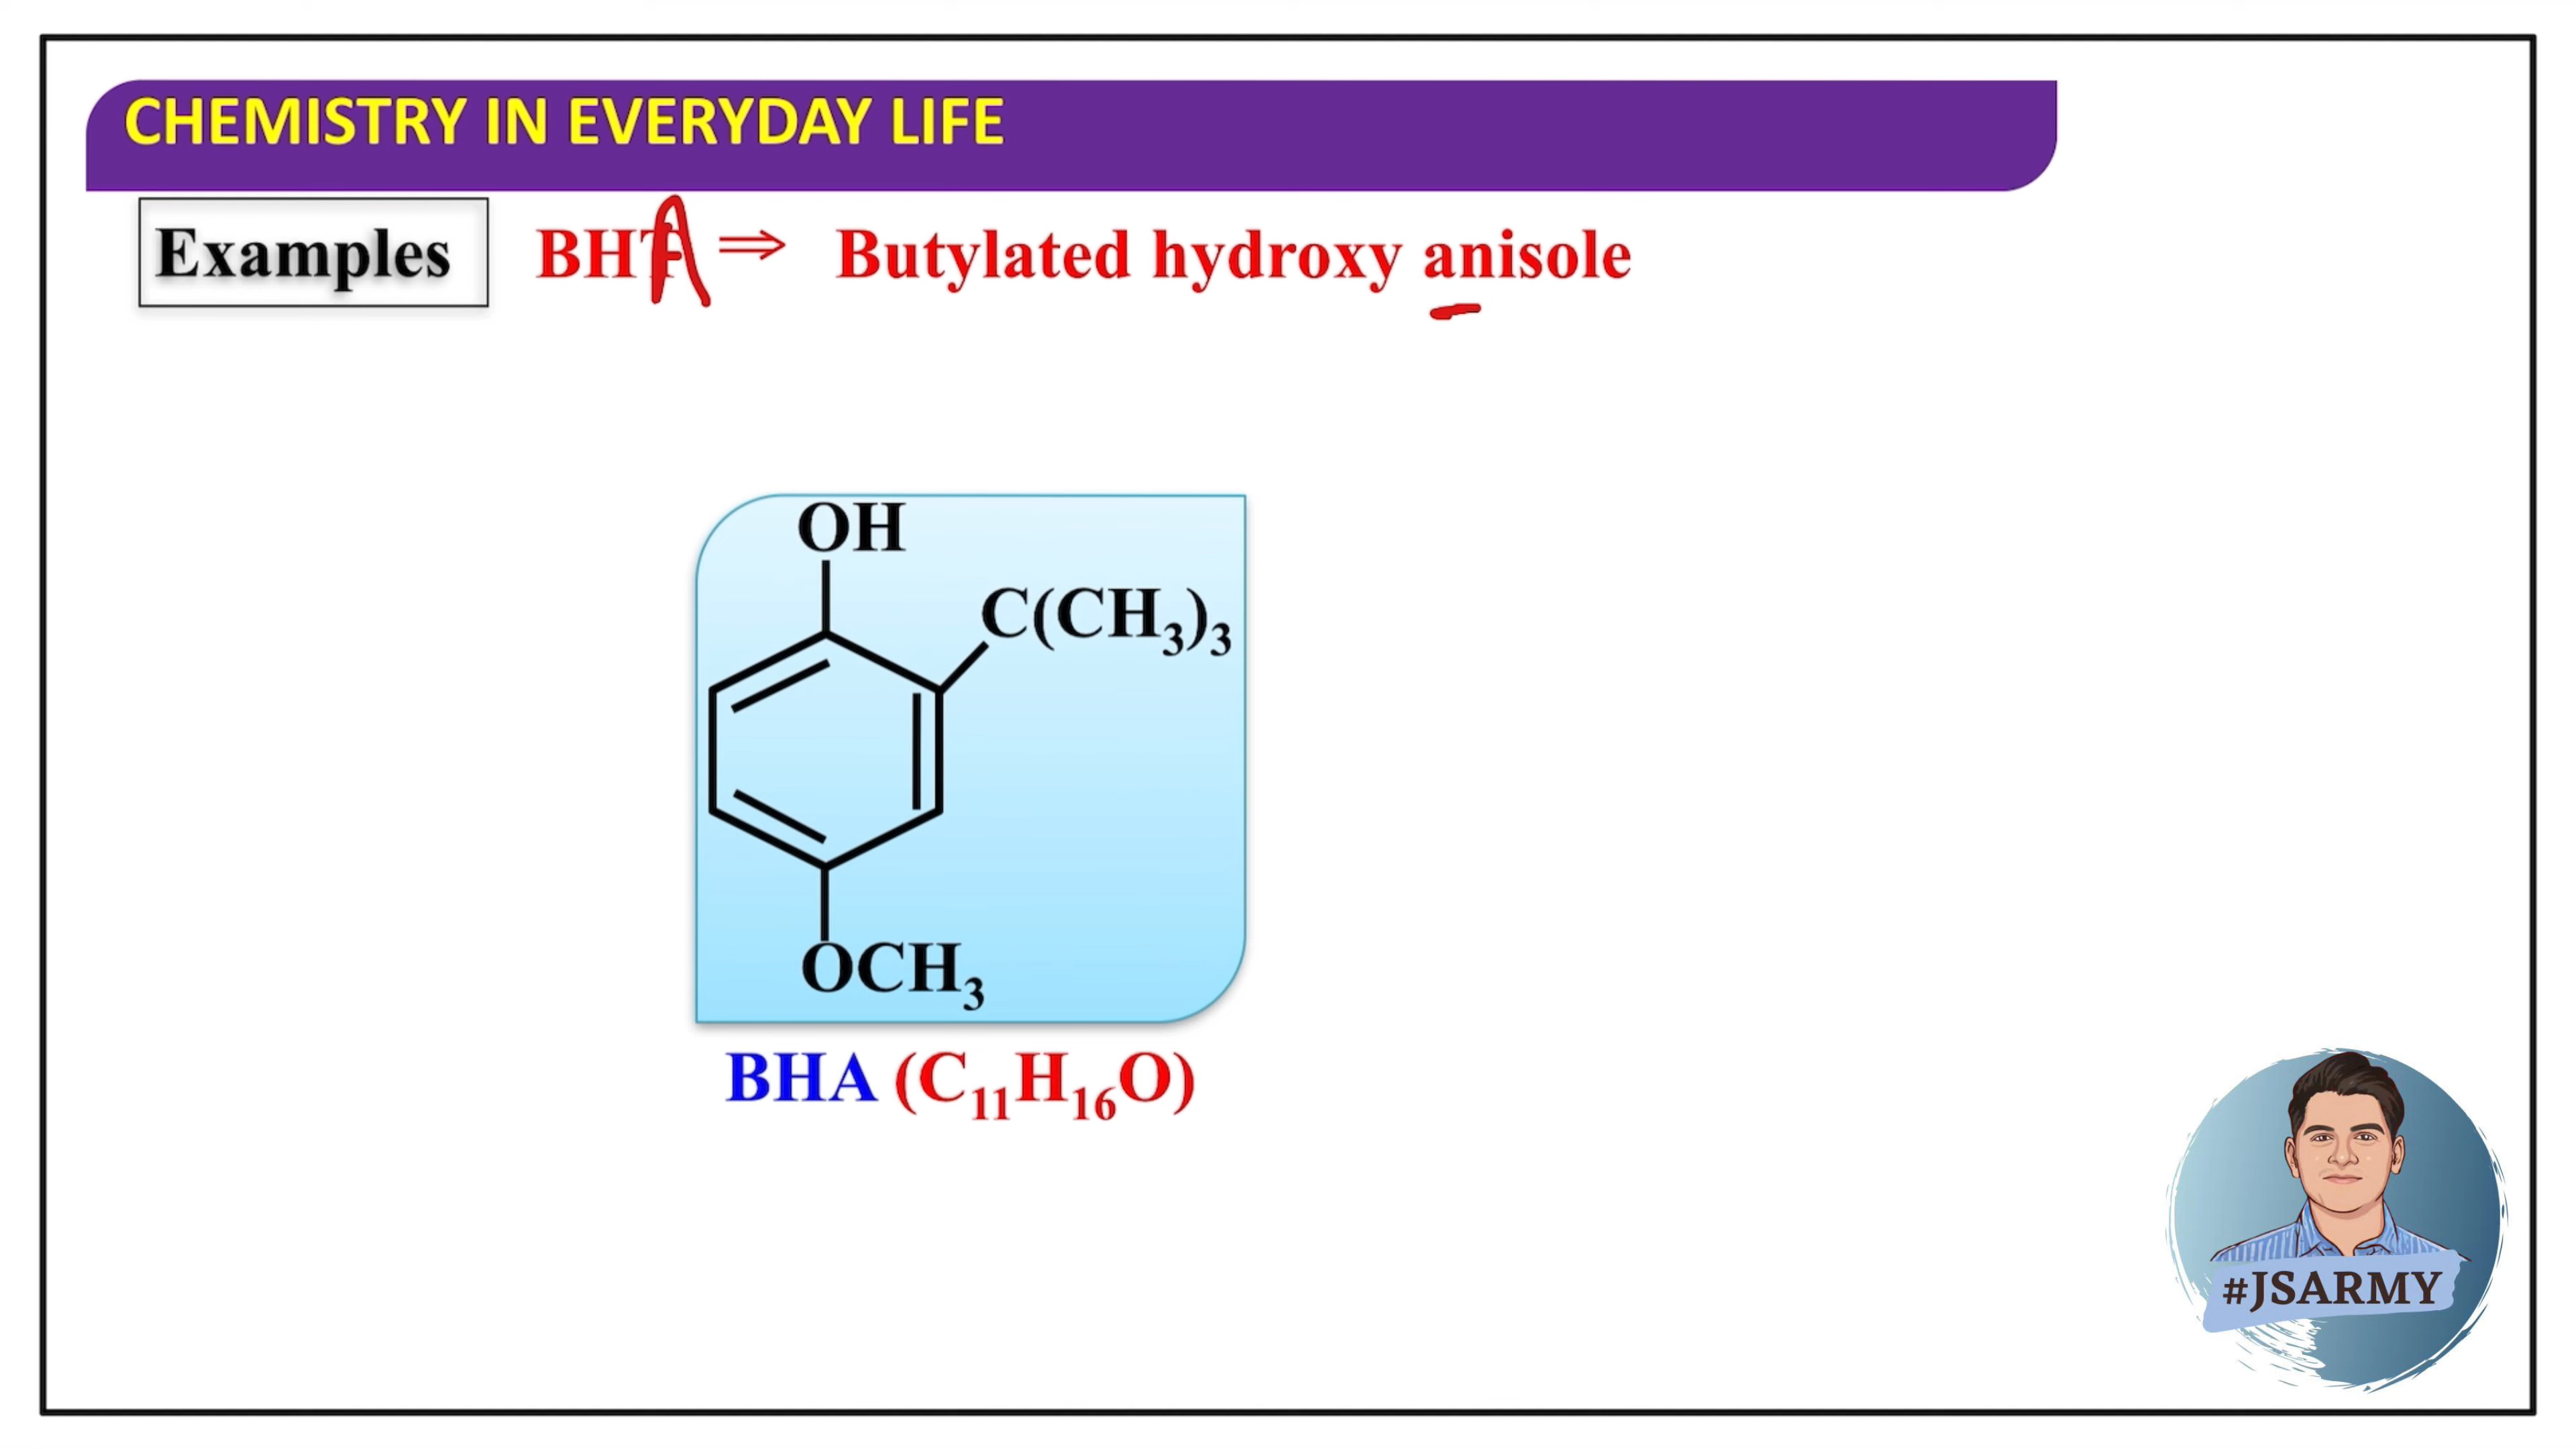 CHEMISTRY IN EVERYDAY LIFE
Examples BHA ⇒ Butylated hydroxy anisole
OH
C(CH₃)₃
OCH₃
BHA (C₁₁H₁₆O)
#JSARMY